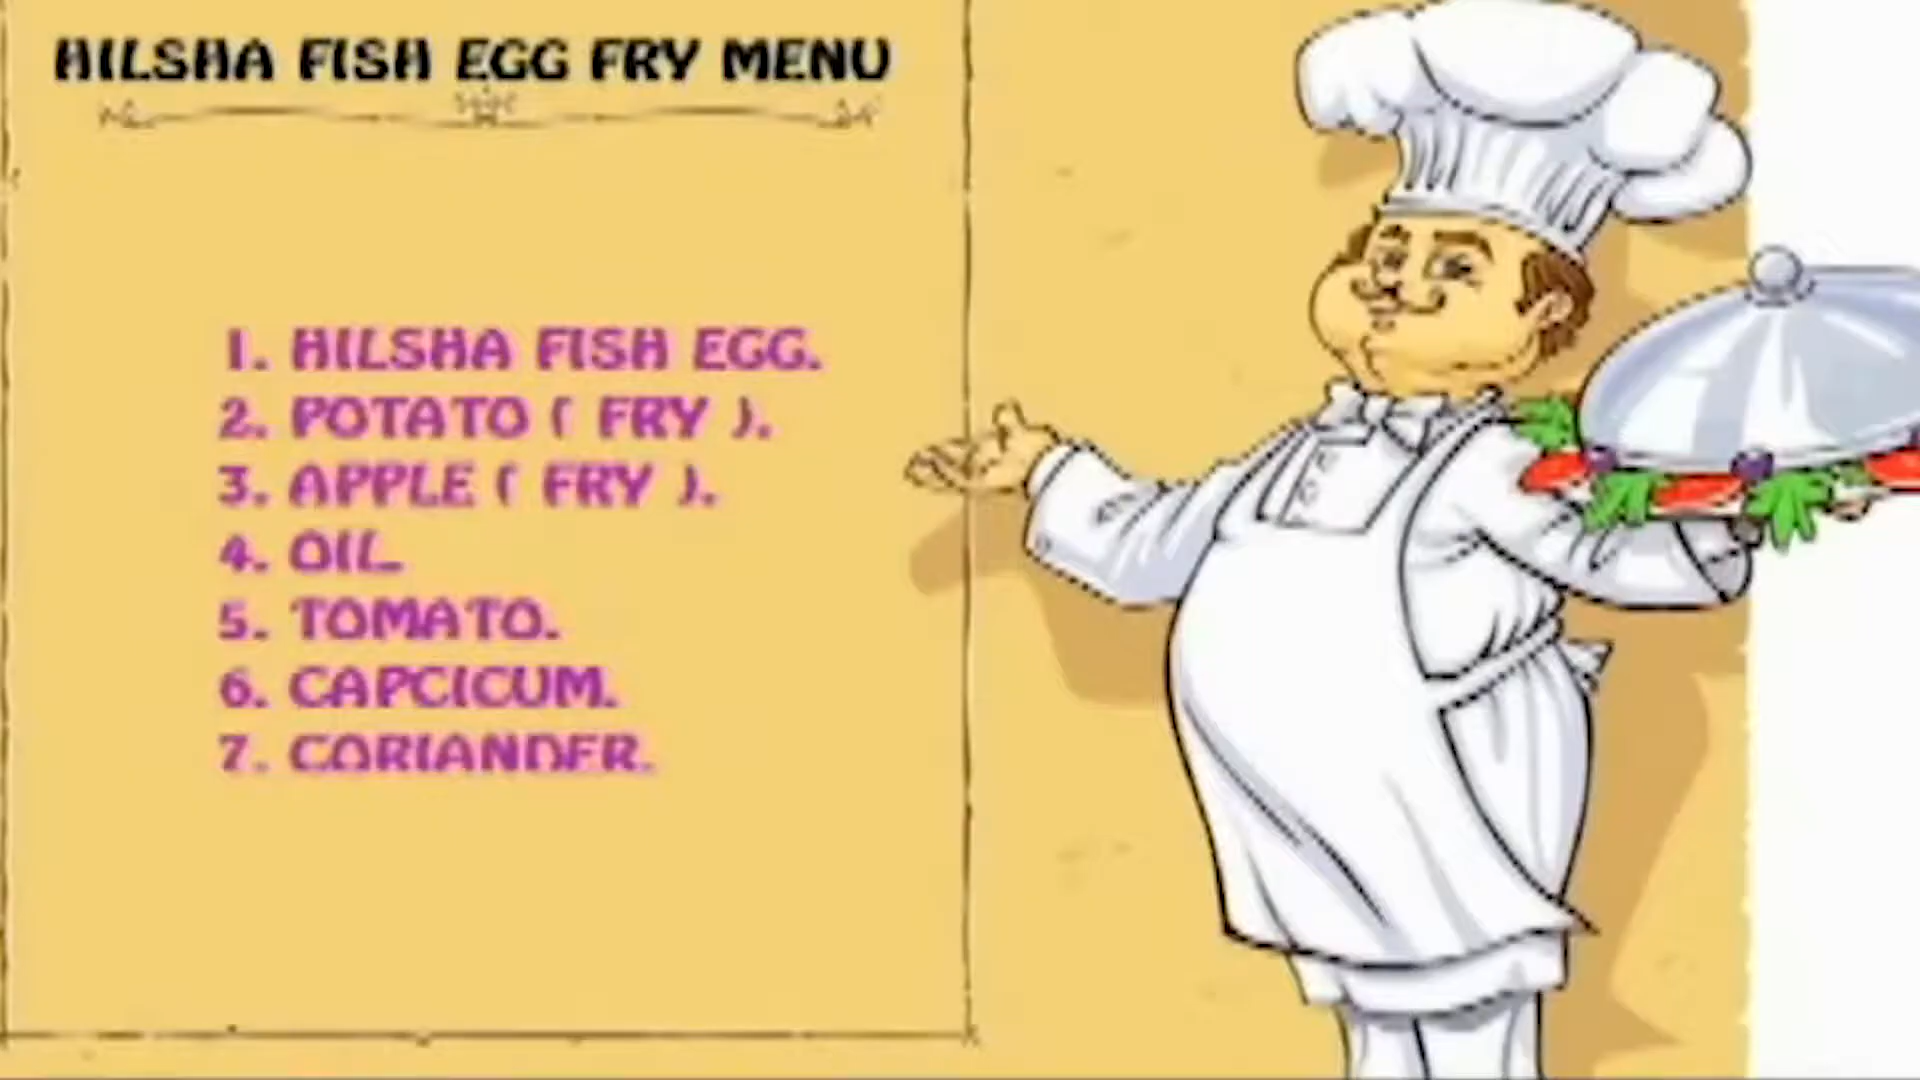 HILSHA FISH EGG FRY MENU
1. HILSHA FISH EGG.
2. POTATO ( FRY ).
3. APPLE ( FRY ).
4. OIL.
5. TOMATO.
6. CAPCICUM.
7. CORIANDER.